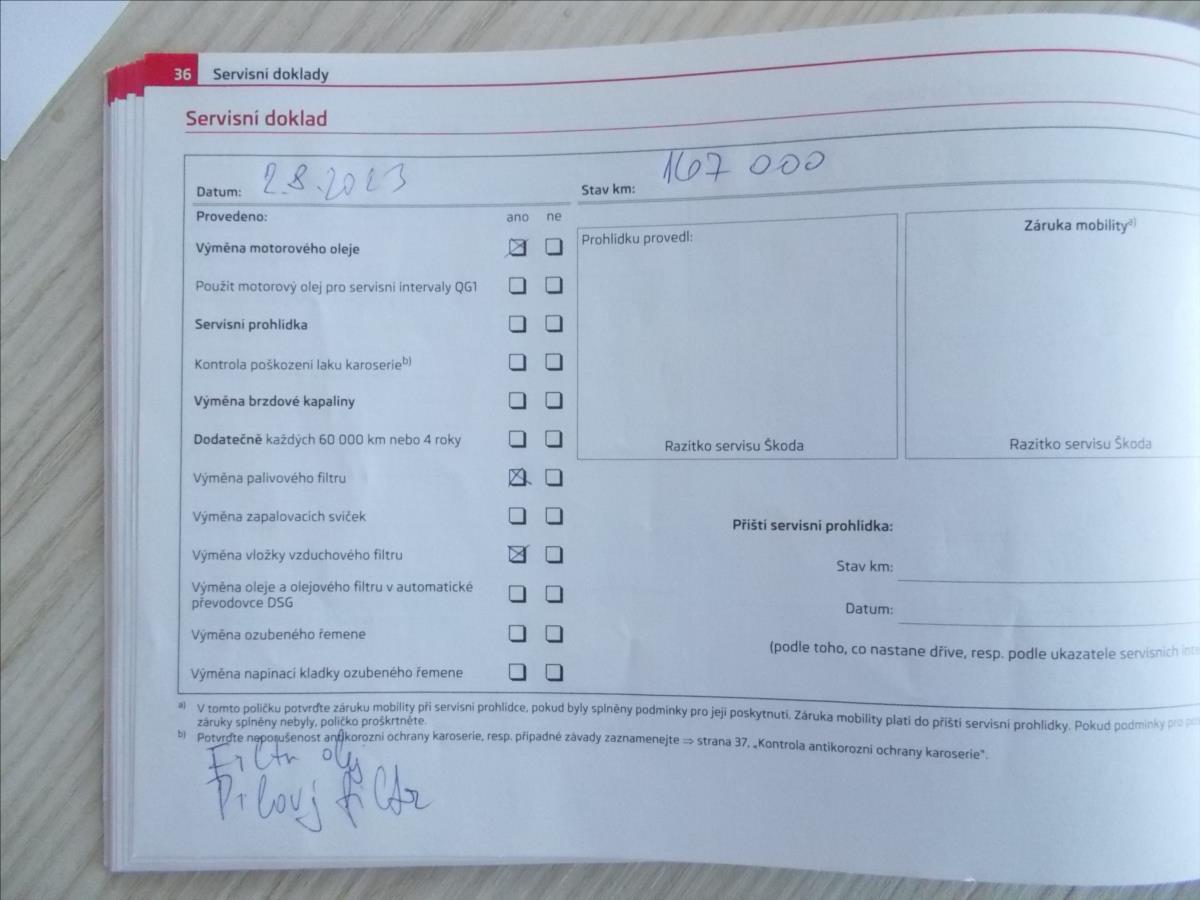 36 Servisní doklady
Servisní doklad
Datum: 2.8.2023 Stav km: 167 000
Provedeno: ano ne
Výměna motorového oleje
Použit motorový olej pro servisní intervaly QG1
Servisní prohlídka
Kontrola poškození laku karoserie b)
Výměna brzdové kapaliny
Dodatečně každých 60 000 km nebo 4 roky
Výměna palivového filtru
Výměna zapalovacích svíček
Výměna vložky vzduchového filtru
Výměna oleje a olejového filtru v automatické
převodovce DSG
Výměna ozubeného řemene
Výměna napínací kladky ozubeného řemene
Prohlídku provedl:
Razítko servisu Škoda
Záruka mobility a)
Razítko servisu Škoda
Příští servisní prohlídka:
Stav km:
Datum:
(podle toho, co nastane dříve, resp. podle ukazatele servisních
a) V tomto políčku potvrďte záruku mobility při servisní prohlídce, pokud byly splněny podmínky pro její poskytnutí. Záruka mobility platí do příští servisní prohlídky. Pokud podmínky pro
záruky splněny nebyly, políčko proškrtněte.
b) Potvrďte neporušenost antikorozní ochrany karoserie, resp. případné závady zaznamenejte ⇒ strana 37, „Kontrola antikorozní ochrany karoserie“.
Filtr olej
Pilový filtr